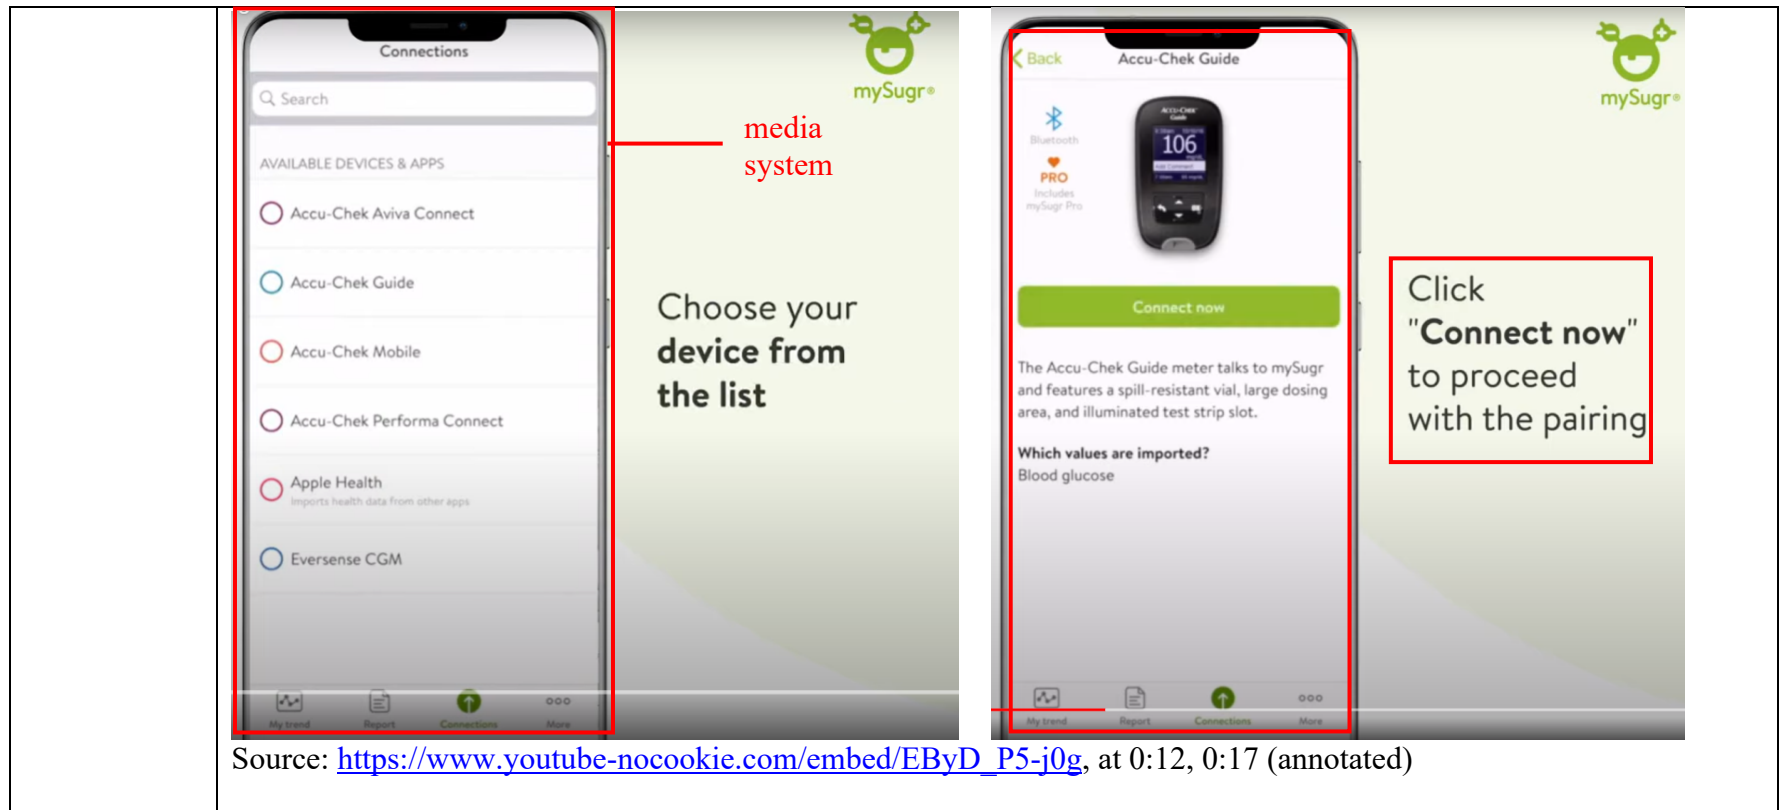 Connections
Search
AVAILABLE DEVICES & APPS
Accu-Chek Aviva Connect
Accu-Chek Guide
Accu-Chek Mobile
Accu-Chek Performa Connect
Apple Health
Imports health data from other apps
Eversense CGM
My trend Report Connections More
mySugr®
media
system
Choose your
device from
the list
Back Accu-Chek Guide
Bluetooth
PRO
Includes
mySugr Pro
ACCU-CHEK
Guide
106
mg/dL
Connect now
The Accu-Chek Guide meter talks to mySugr
and features a spill-resistant vial, large dosing
area, and illuminated test strip slot.
Which values are imported?
Blood glucose
My trend Report Connections More
mySugr®
Click
"Connect now"
to proceed
with the pairing
Source: https://www.youtube-nocookie.com/embed/EByD_P5-j0g, at 0:12, 0:17 (annotated)